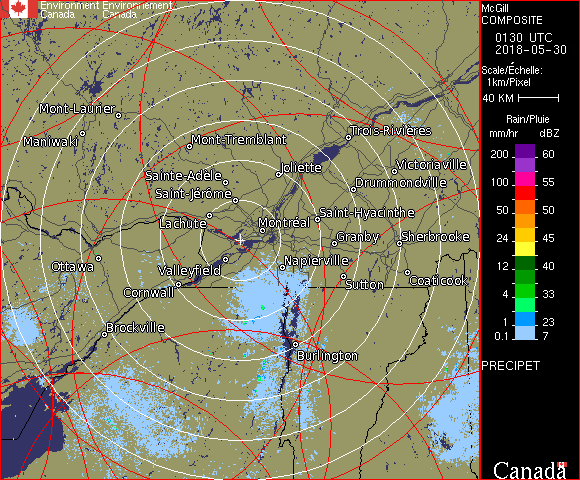 Environment Environnement
Canada Canada
McGill
COMPOSITE
0130 UTC
2018-05-30
Scale/Échelle:
1km/Pixel
40 KM
Rain/Pluie
mm/hr dBZ
200 60
150 57
100 55
50 50
24 45
12 40
4 33
1 23
0.1 7
PRECIPET
Canada
Mont-Laurier
Maniwaki
Mont-Tremblant
Trois-Rivières
Sainte-Adèle
Joliette
Victoriaville
Saint-Jérôme
Drummondville
Lachute
Montréal
Saint-Hyacinthe
Granby
Sherbrooke
Ottawa
Valleyfield
Napierville
Cornwall
Sutton
Coaticook
Brockville
Burlington